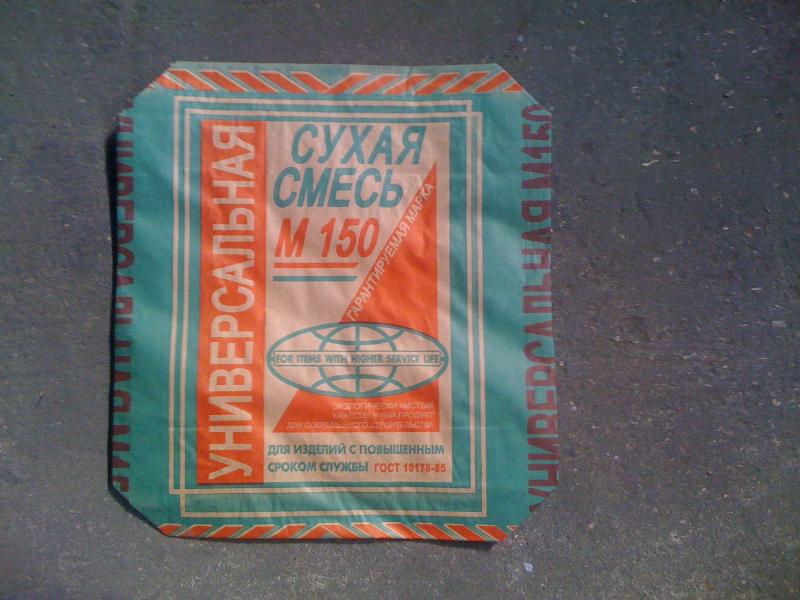 УНИВЕРСАЛЬНАЯ
СУХАЯ
СМЕСЬ
М 150
ГАРАНТИРУЕМАЯ МАРКА
FOR ITEMS WITH HIGHER SERVICE LIFE
ЭКОЛОГИЧЕСКИ ЧИСТЫЙ
КАЧЕСТВЕННЫЙ ПРОДУКТ
ДЛЯ СОВРЕМЕННОГО СТРОИТЕЛЬСТВА
ДЛЯ ИЗДЕЛИЙ С ПОВЫШЕННЫМ
СРОКОМ СЛУЖБЫ ГОСТ 10178-85
УНИВЕРСАЛЬНАЯ М150